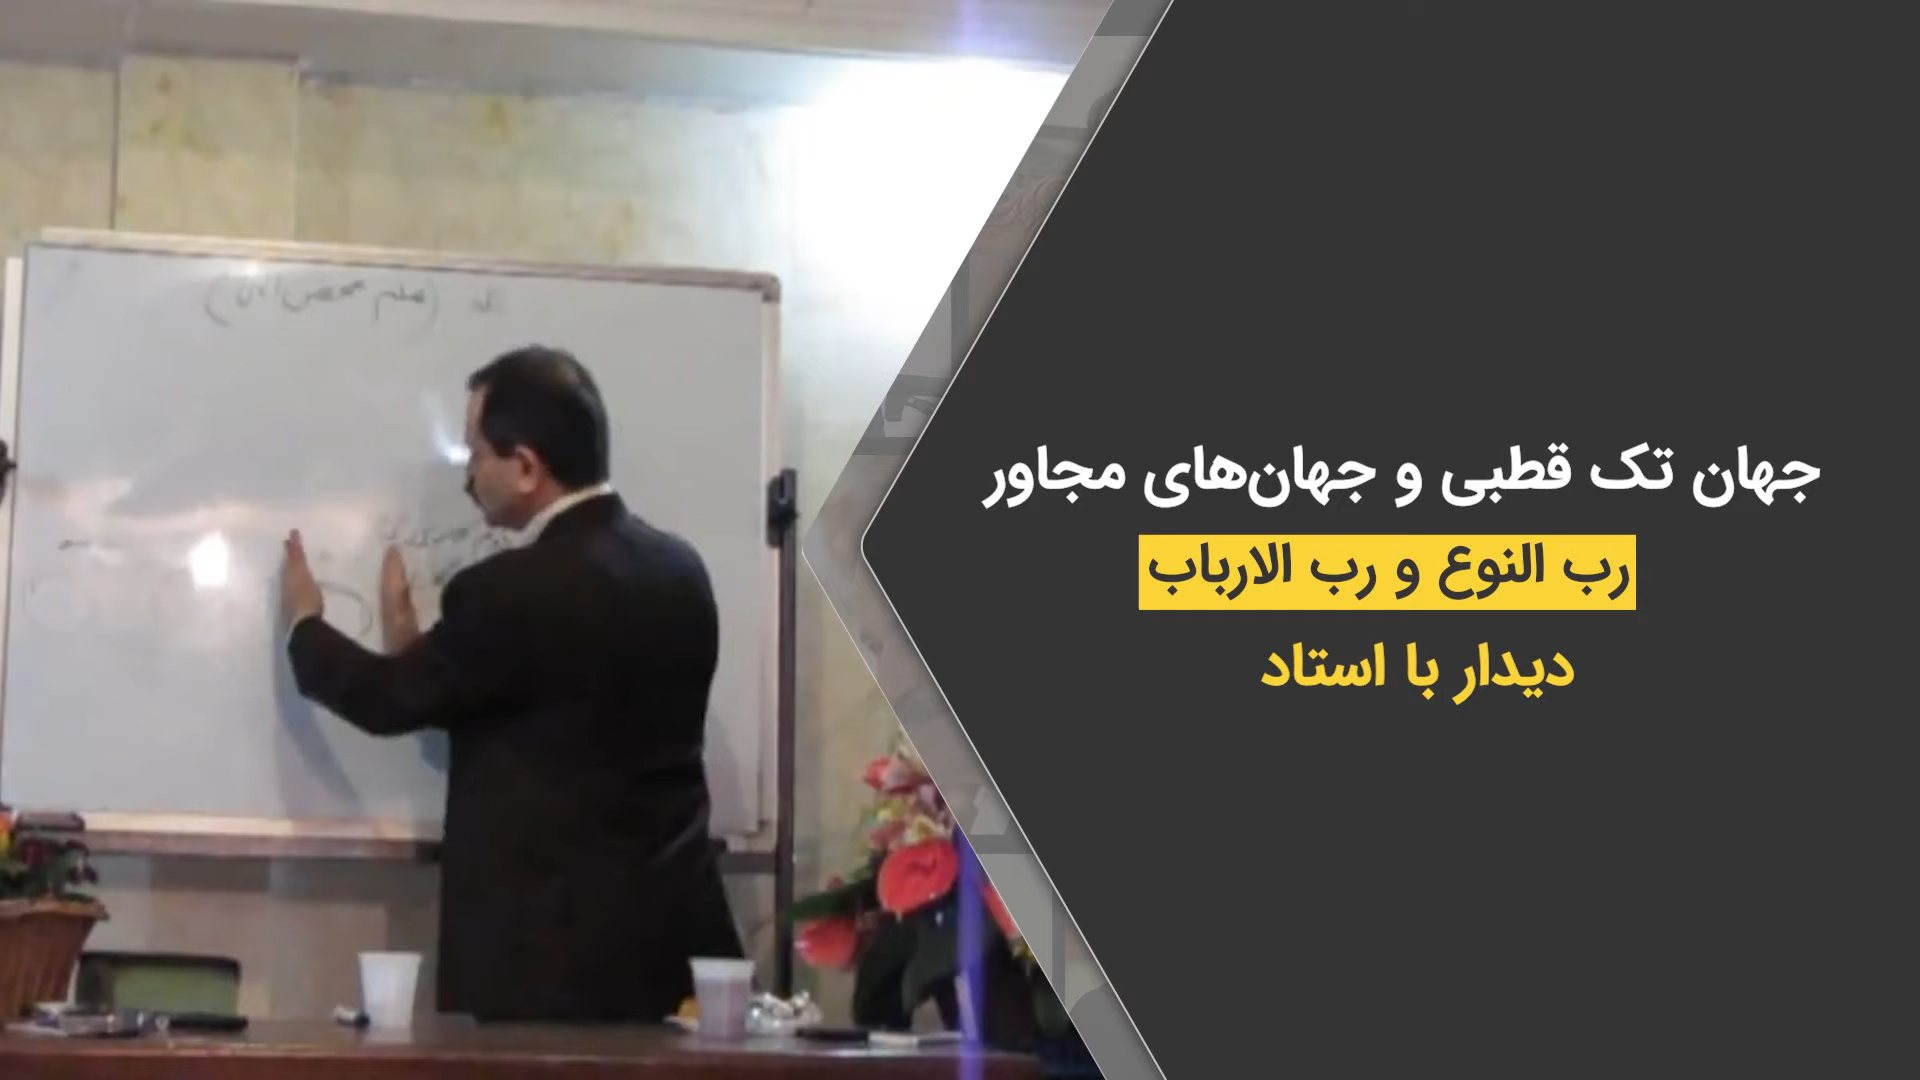 جهان تک قطبی و جهان‌های مجاور
رب النوع و رب الارباب
دیدار با استاد